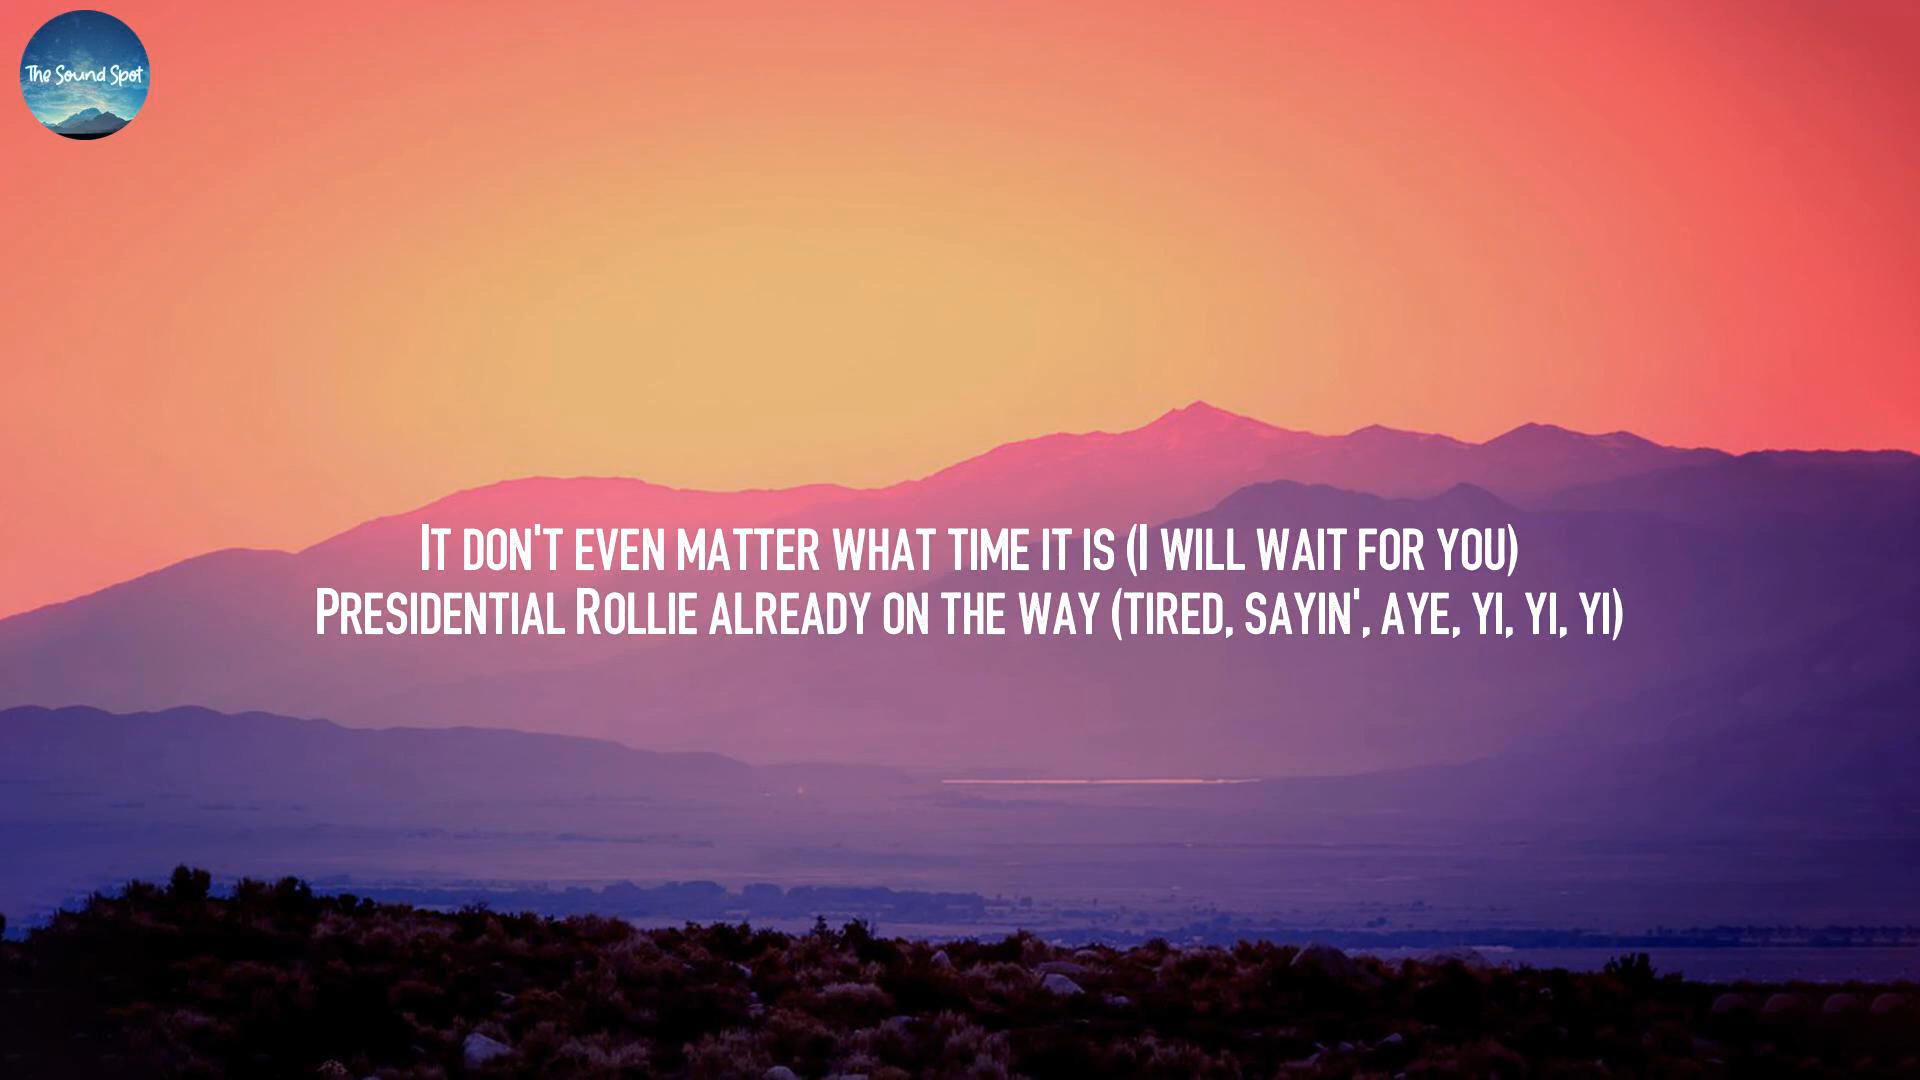 The Sound Spot
It don't even matter what time it is (I will wait for you)
Presidential Rollie already on the way (tired, sayin', aye, yi, yi, yi)